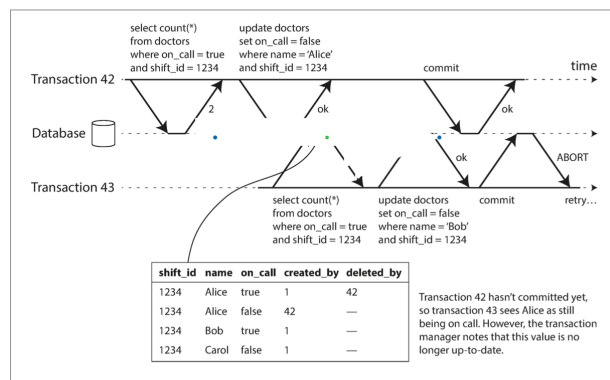 select count(*)
from doctors
where on_call = true
and shift_id = 1234
update doctors
set on_call = false
where name = ‘Alice’
and shift_id = 1234
commit
time
Transaction 42
2
ok
ok
Database
ok
ABORT
Transaction 43
select count(*)
from doctors
where on_call = true
and shift_id = 1234
update doctors
set on_call = false
where name = ‘Bob’
and shift_id = 1234
commit
retry…
shift_id name on_call created_by deleted_by
1234 Alice true 1 42
1234 Alice false 42 —
1234 Bob true 1 —
1234 Carol false 1 —
Transaction 42 hasn’t committed yet,
so transaction 43 sees Alice as still
being on call. However, the transaction
manager notes that this value is no
longer up-to-date.